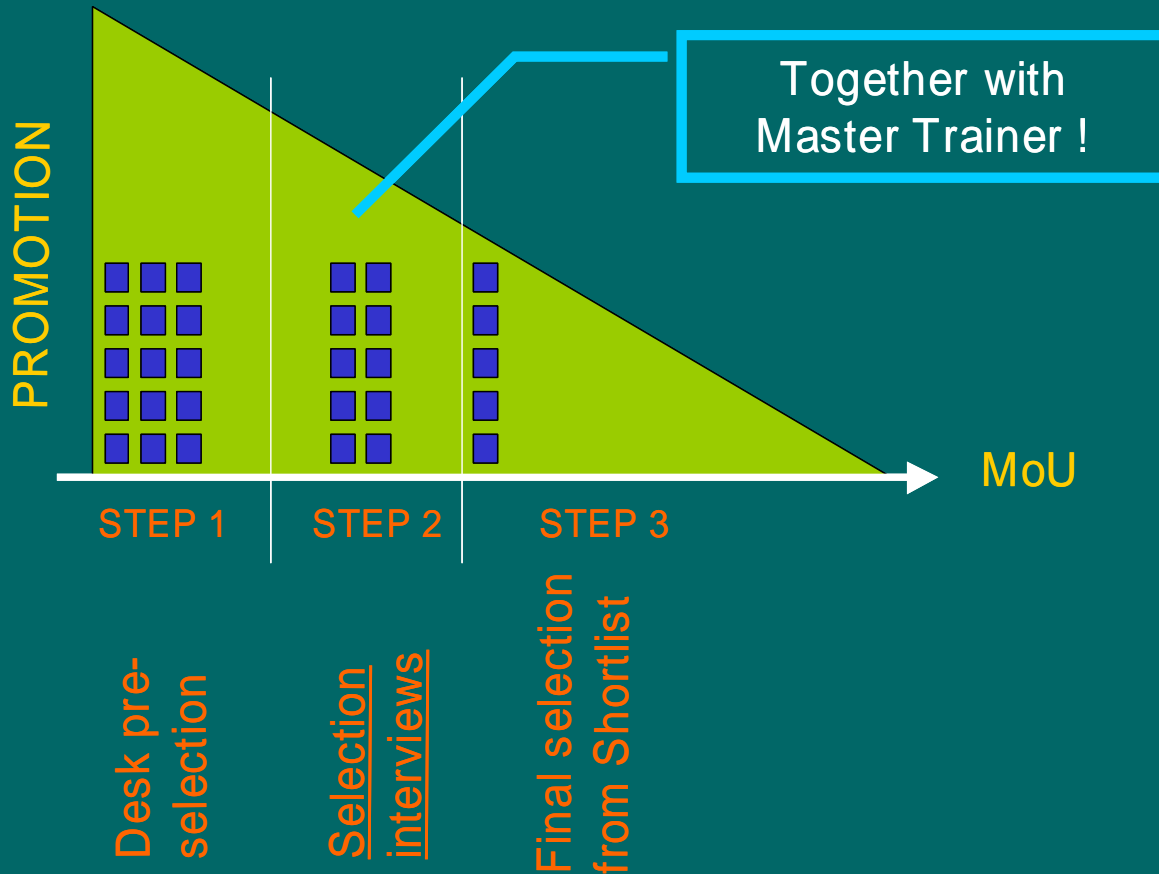 Together with
Master Trainer !
PROMOTION
MoU
STEP 1
STEP 2
STEP 3
Desk pre-
selection
Selection
interviews
Final selection
from Shortlist